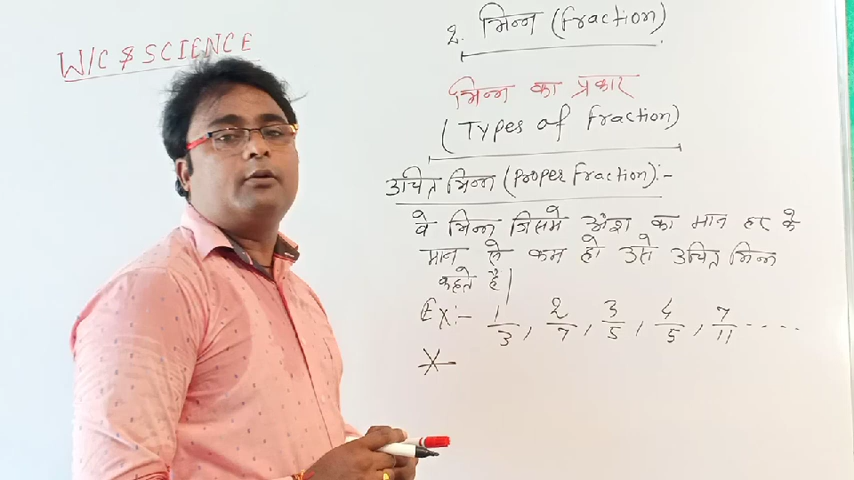 W/C $ SCIENCE
2. भिन्न (fraction)
भिन्न का प्रकार
(Types of fraction)
उचित भिन्न (Proper fraction):-
वे भिन्न जिसमे अंश का मान हर के
मान से कम हो उसे उचित भिन्न
कहते है|
Ex:- 1/3, 2/7, 3/5, 4/5, 7/11 ....